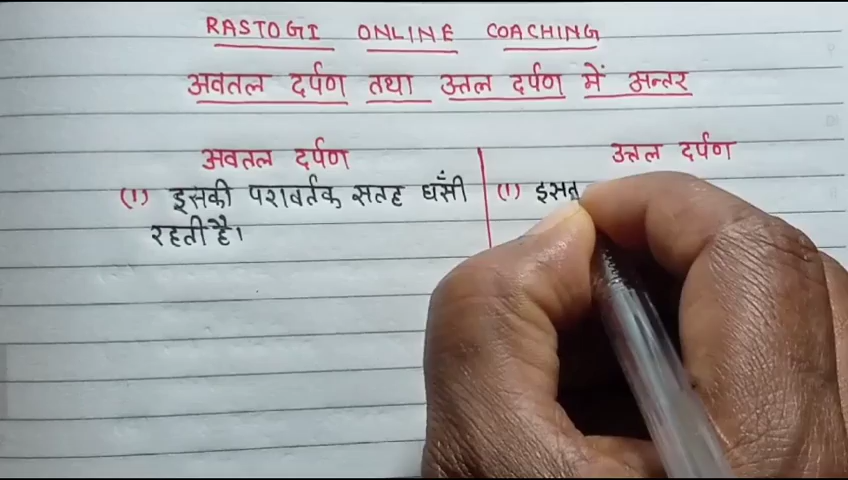 RASTOGI ONLINE COACHING
अवतल दर्पण तथा उत्तल दर्पण में अन्तर
अवतल दर्पण
(1) इसकी परावर्तक सतह धँसी
रहती है।
उत्तल दर्पण
(1)